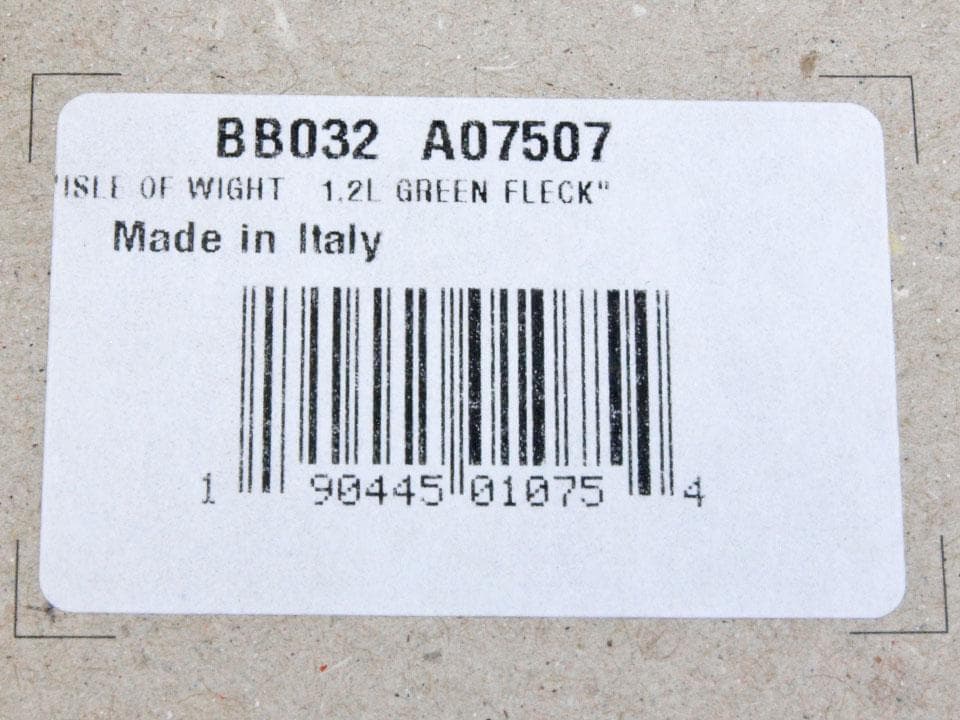 BB032 A07507
"ISLE OF WIGHT 1.2L GREEN FLECK"
Made in Italy
1 90445 01075 4